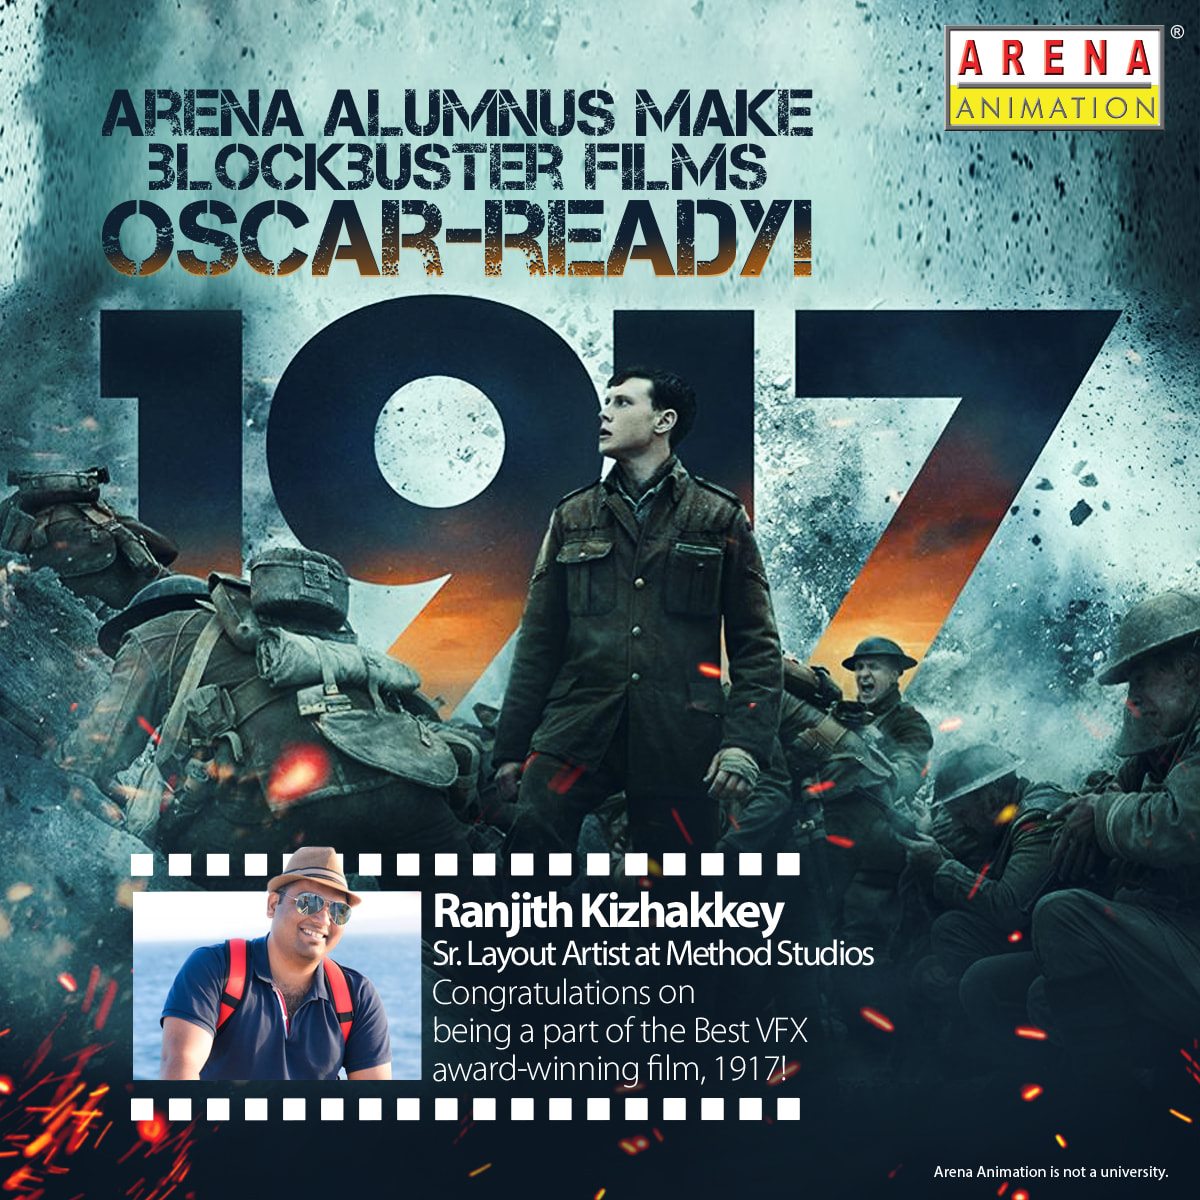 ARENA
ANIMATION
®
ARENA ALUMNUS MAKE
BLOCKBUSTER FILMS
OSCAR-READY!
1917
Ranjith Kizhakkey
Sr. Layout Artist at Method Studios
Congratulations on
being a part of the Best VFX
award-winning film, 1917!
Arena Animation is not a university.